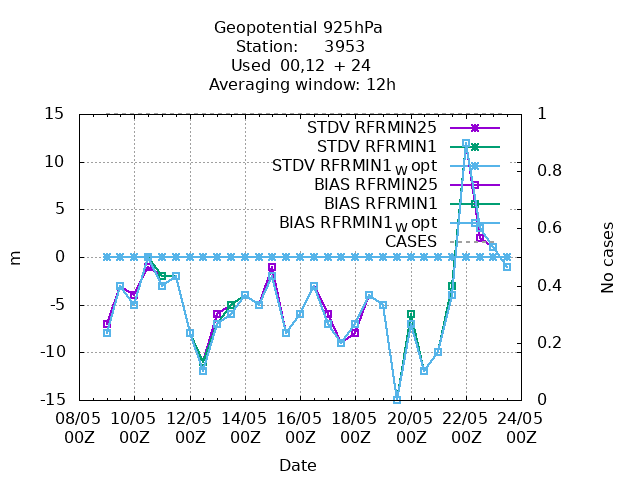 Geopotential 925hPa
Station: 3953
Used 00,12 + 24
Averaging window: 12h
15 1
STDV RFRMIN25
STDV RFRMIN1
10 STDV RFRMIN1w opt 0.8
BIAS RFRMIN25
BIAS RFRMIN1
5 BIAS RFRMIN1w opt 0.6
CASES
m 0 No cases
-5 0.4
-10 0.2
-15 0
08/05 10/05 12/05 14/05 16/05 18/05 20/05 22/05 24/05
00Z 00Z 00Z 00Z 00Z 00Z 00Z 00Z 00Z
Date